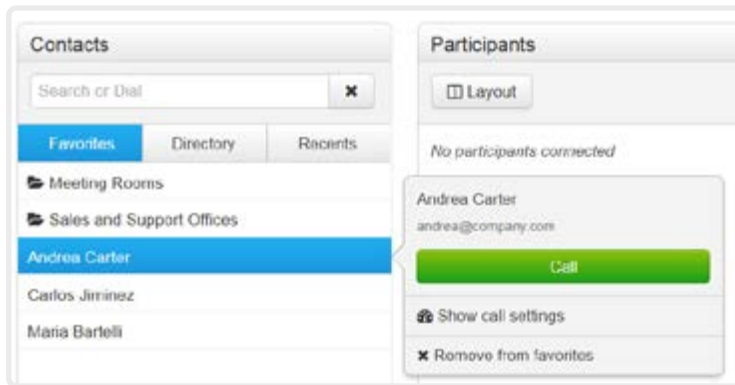 Contacts
Search or Dial
Favorites Directory Recents
Meeting Rooms
Sales and Support Offices
Andrea Carter
Carlos Jiminez
Maria Bartelli
Participants
Layout
No participants connected
Andrea Carter
andrea@company.com
Call
Show call settings
Remove from favorites